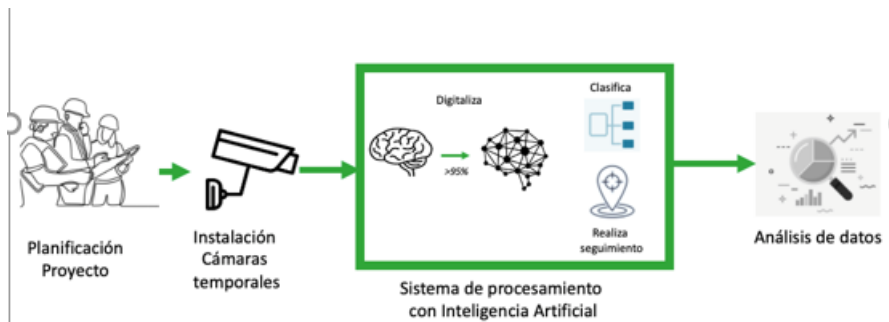 Planificación
Proyecto
Instalación
Cámaras
temporales
Digitaliza
>95%
Clasifica
Realiza
seguimiento
Sistema de procesamiento
con Inteligencia Artificial
Análisis de datos